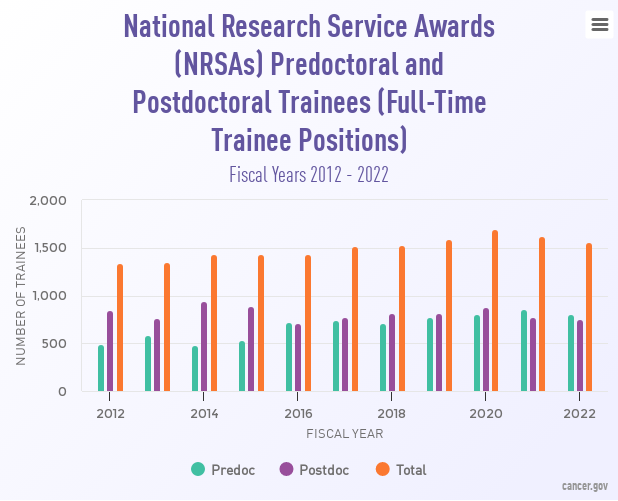 National Research Service Awards
(NRSAs) Predoctoral and
Postdoctoral Trainees (Full-Time
Trainee Positions)
Fiscal Years 2012 - 2022
NUMBER OF TRAINEES
2,000
1,500
1,000
500
0
2012 2014 2016 2018 2020 2022
FISCAL YEAR
Predoc Postdoc Total
cancer.gov